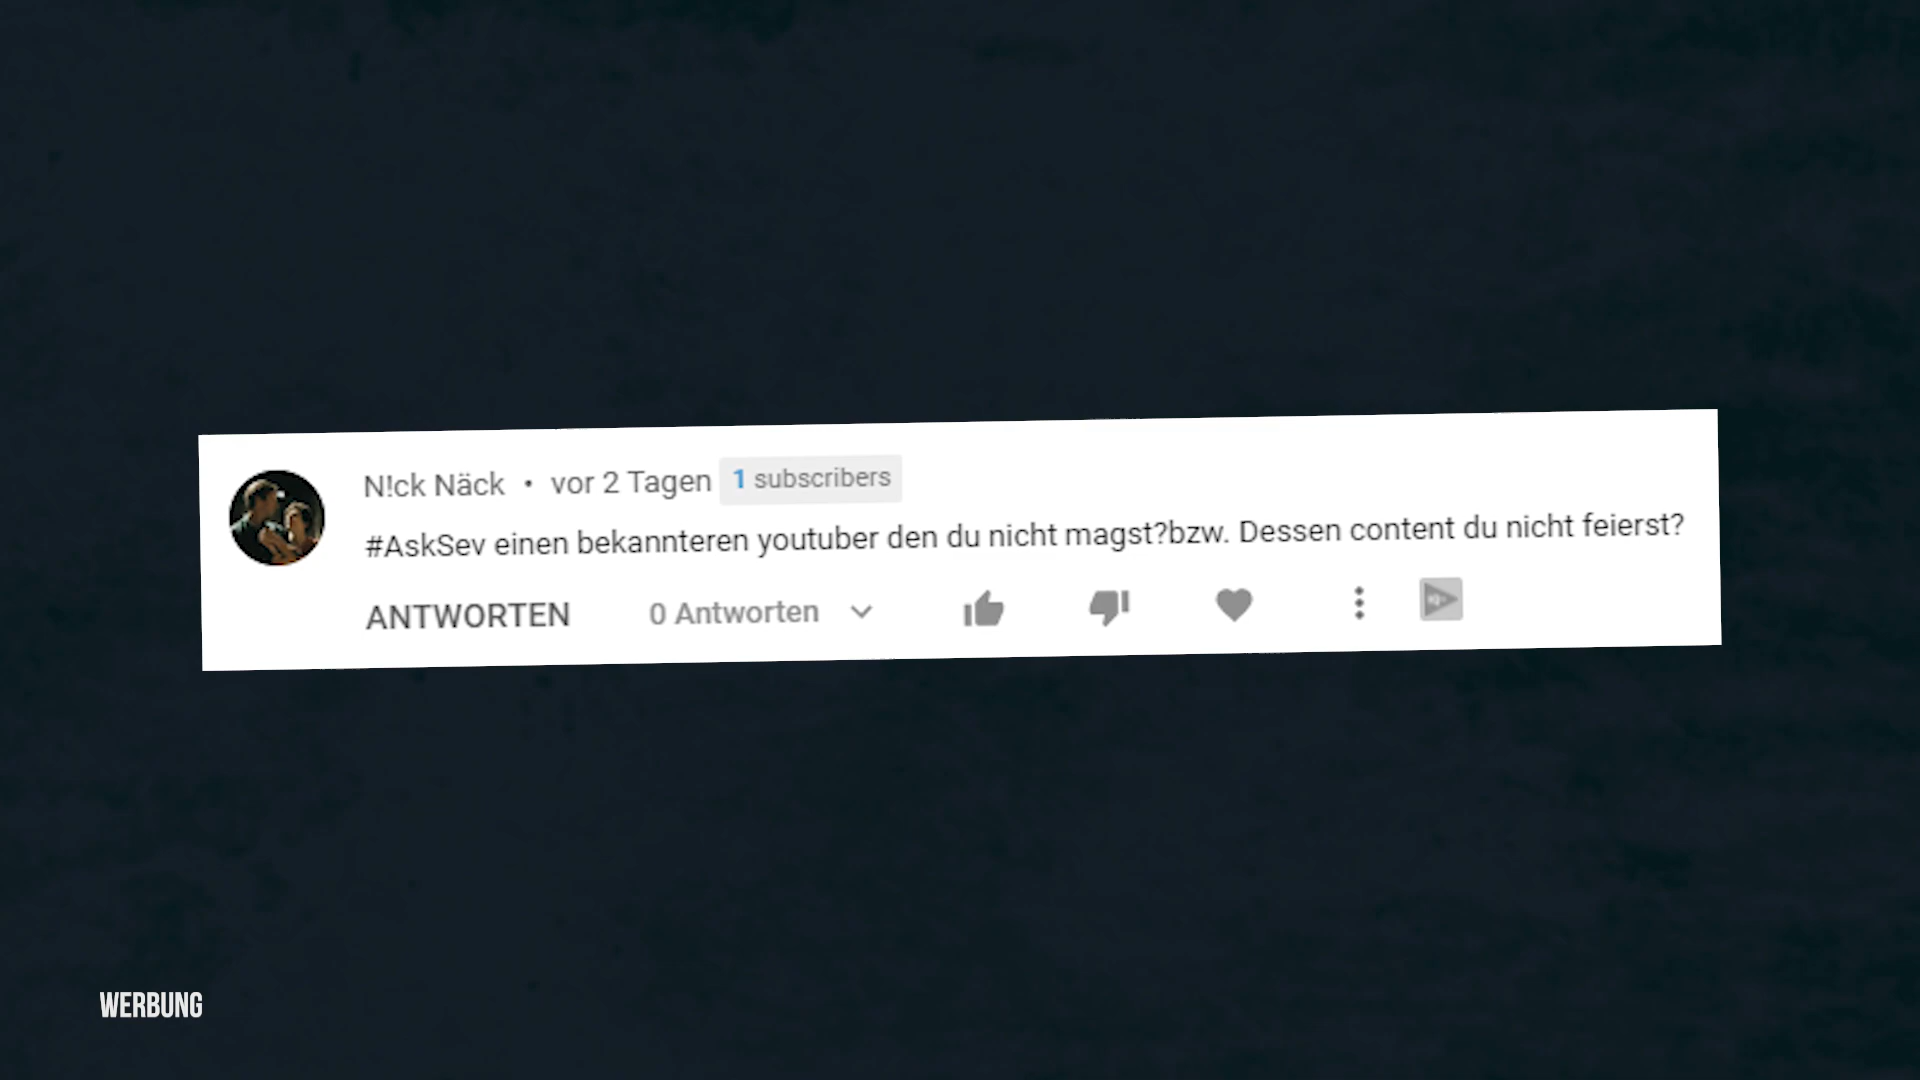 N!ck Näck • vor 2 Tagen 1 subscribers
#AskSev einen bekannteren youtuber den du nicht magst?bzw. Dessen content du nicht feierst?
ANTWORTEN 0 Antworten
WERBUNG